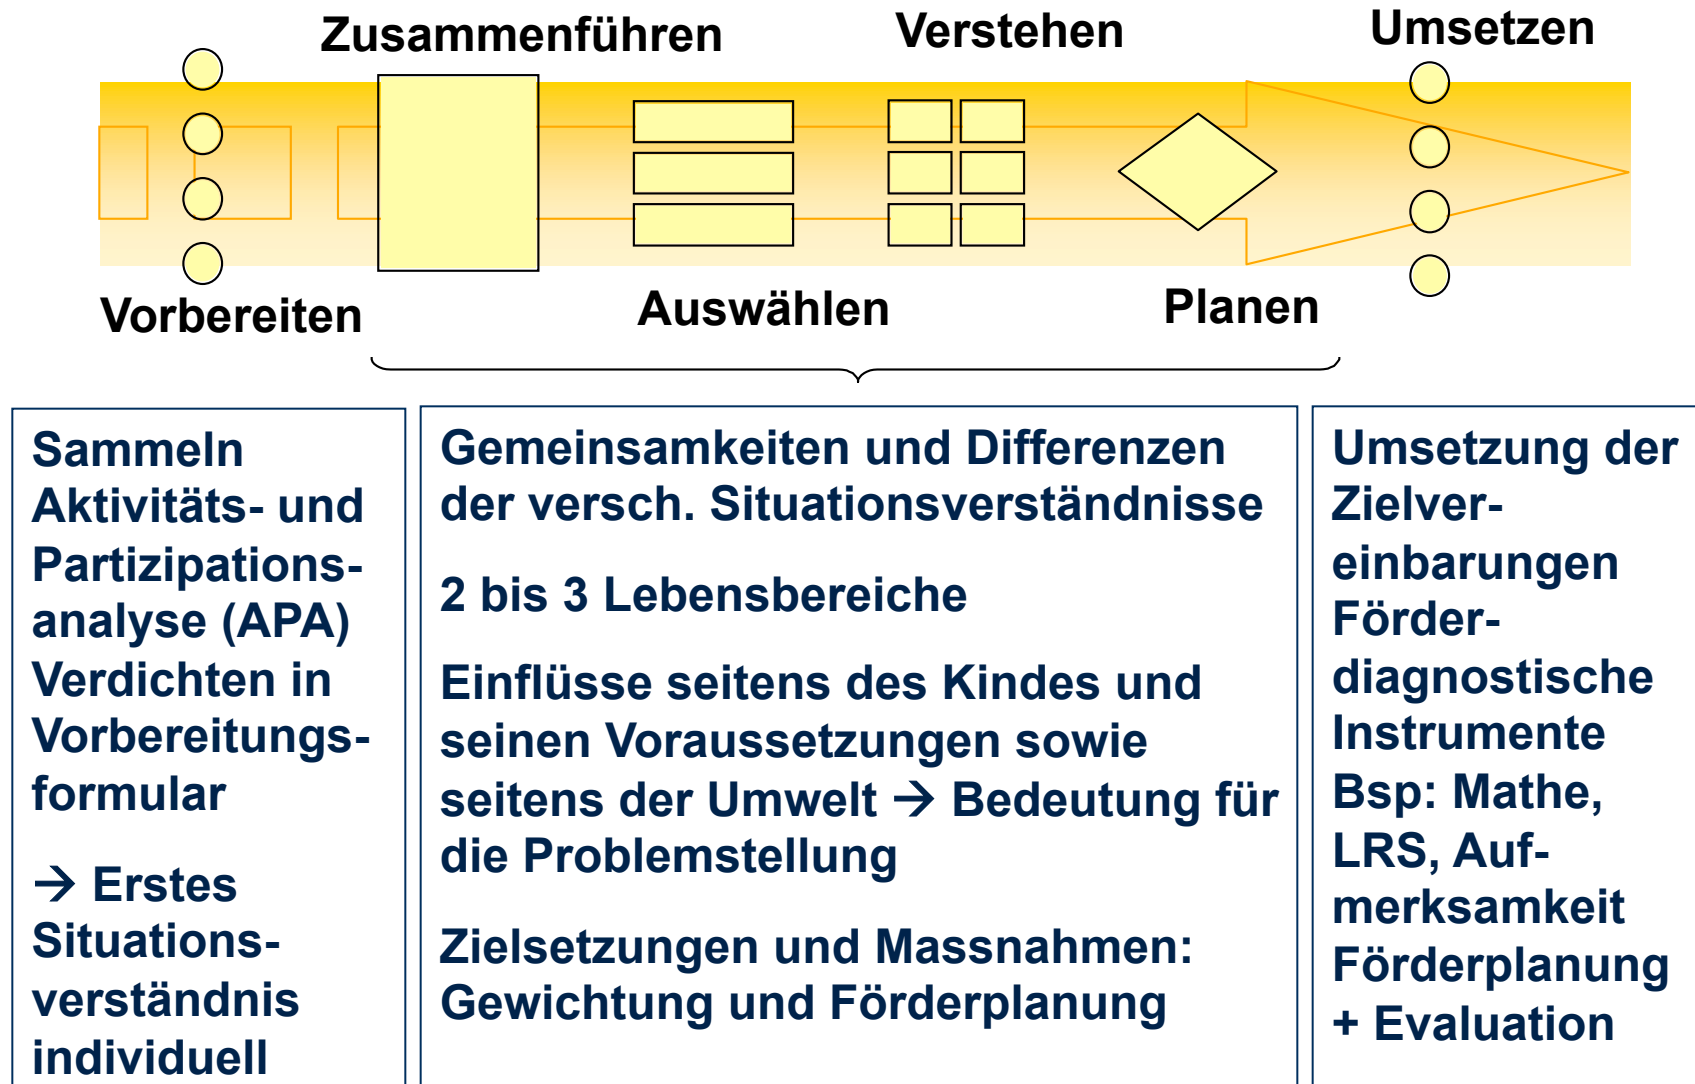 Zusammenführen
Verstehen
Umsetzen
Vorbereiten
Auswählen
Planen
Sammeln
Aktivitäts- und
Partizipations-
analyse (APA)
Verdichten in
Vorbereitungs-
formular
→ Erstes
Situations-
verständnis
individuell
Gemeinsamkeiten und Differenzen
der versch. Situationsverständnisse
2 bis 3 Lebensbereiche
Einflüsse seitens des Kindes und
seinen Voraussetzungen sowie
seitens der Umwelt → Bedeutung für
die Problemstellung
Zielsetzungen und Massnahmen:
Gewichtung und Förderplanung
Umsetzung der
Zielver-
einbarungen
Förder-
diagnostische
Instrumente
Bsp: Mathe,
LRS, Auf-
merksamkeit
Förderplanung
+ Evaluation